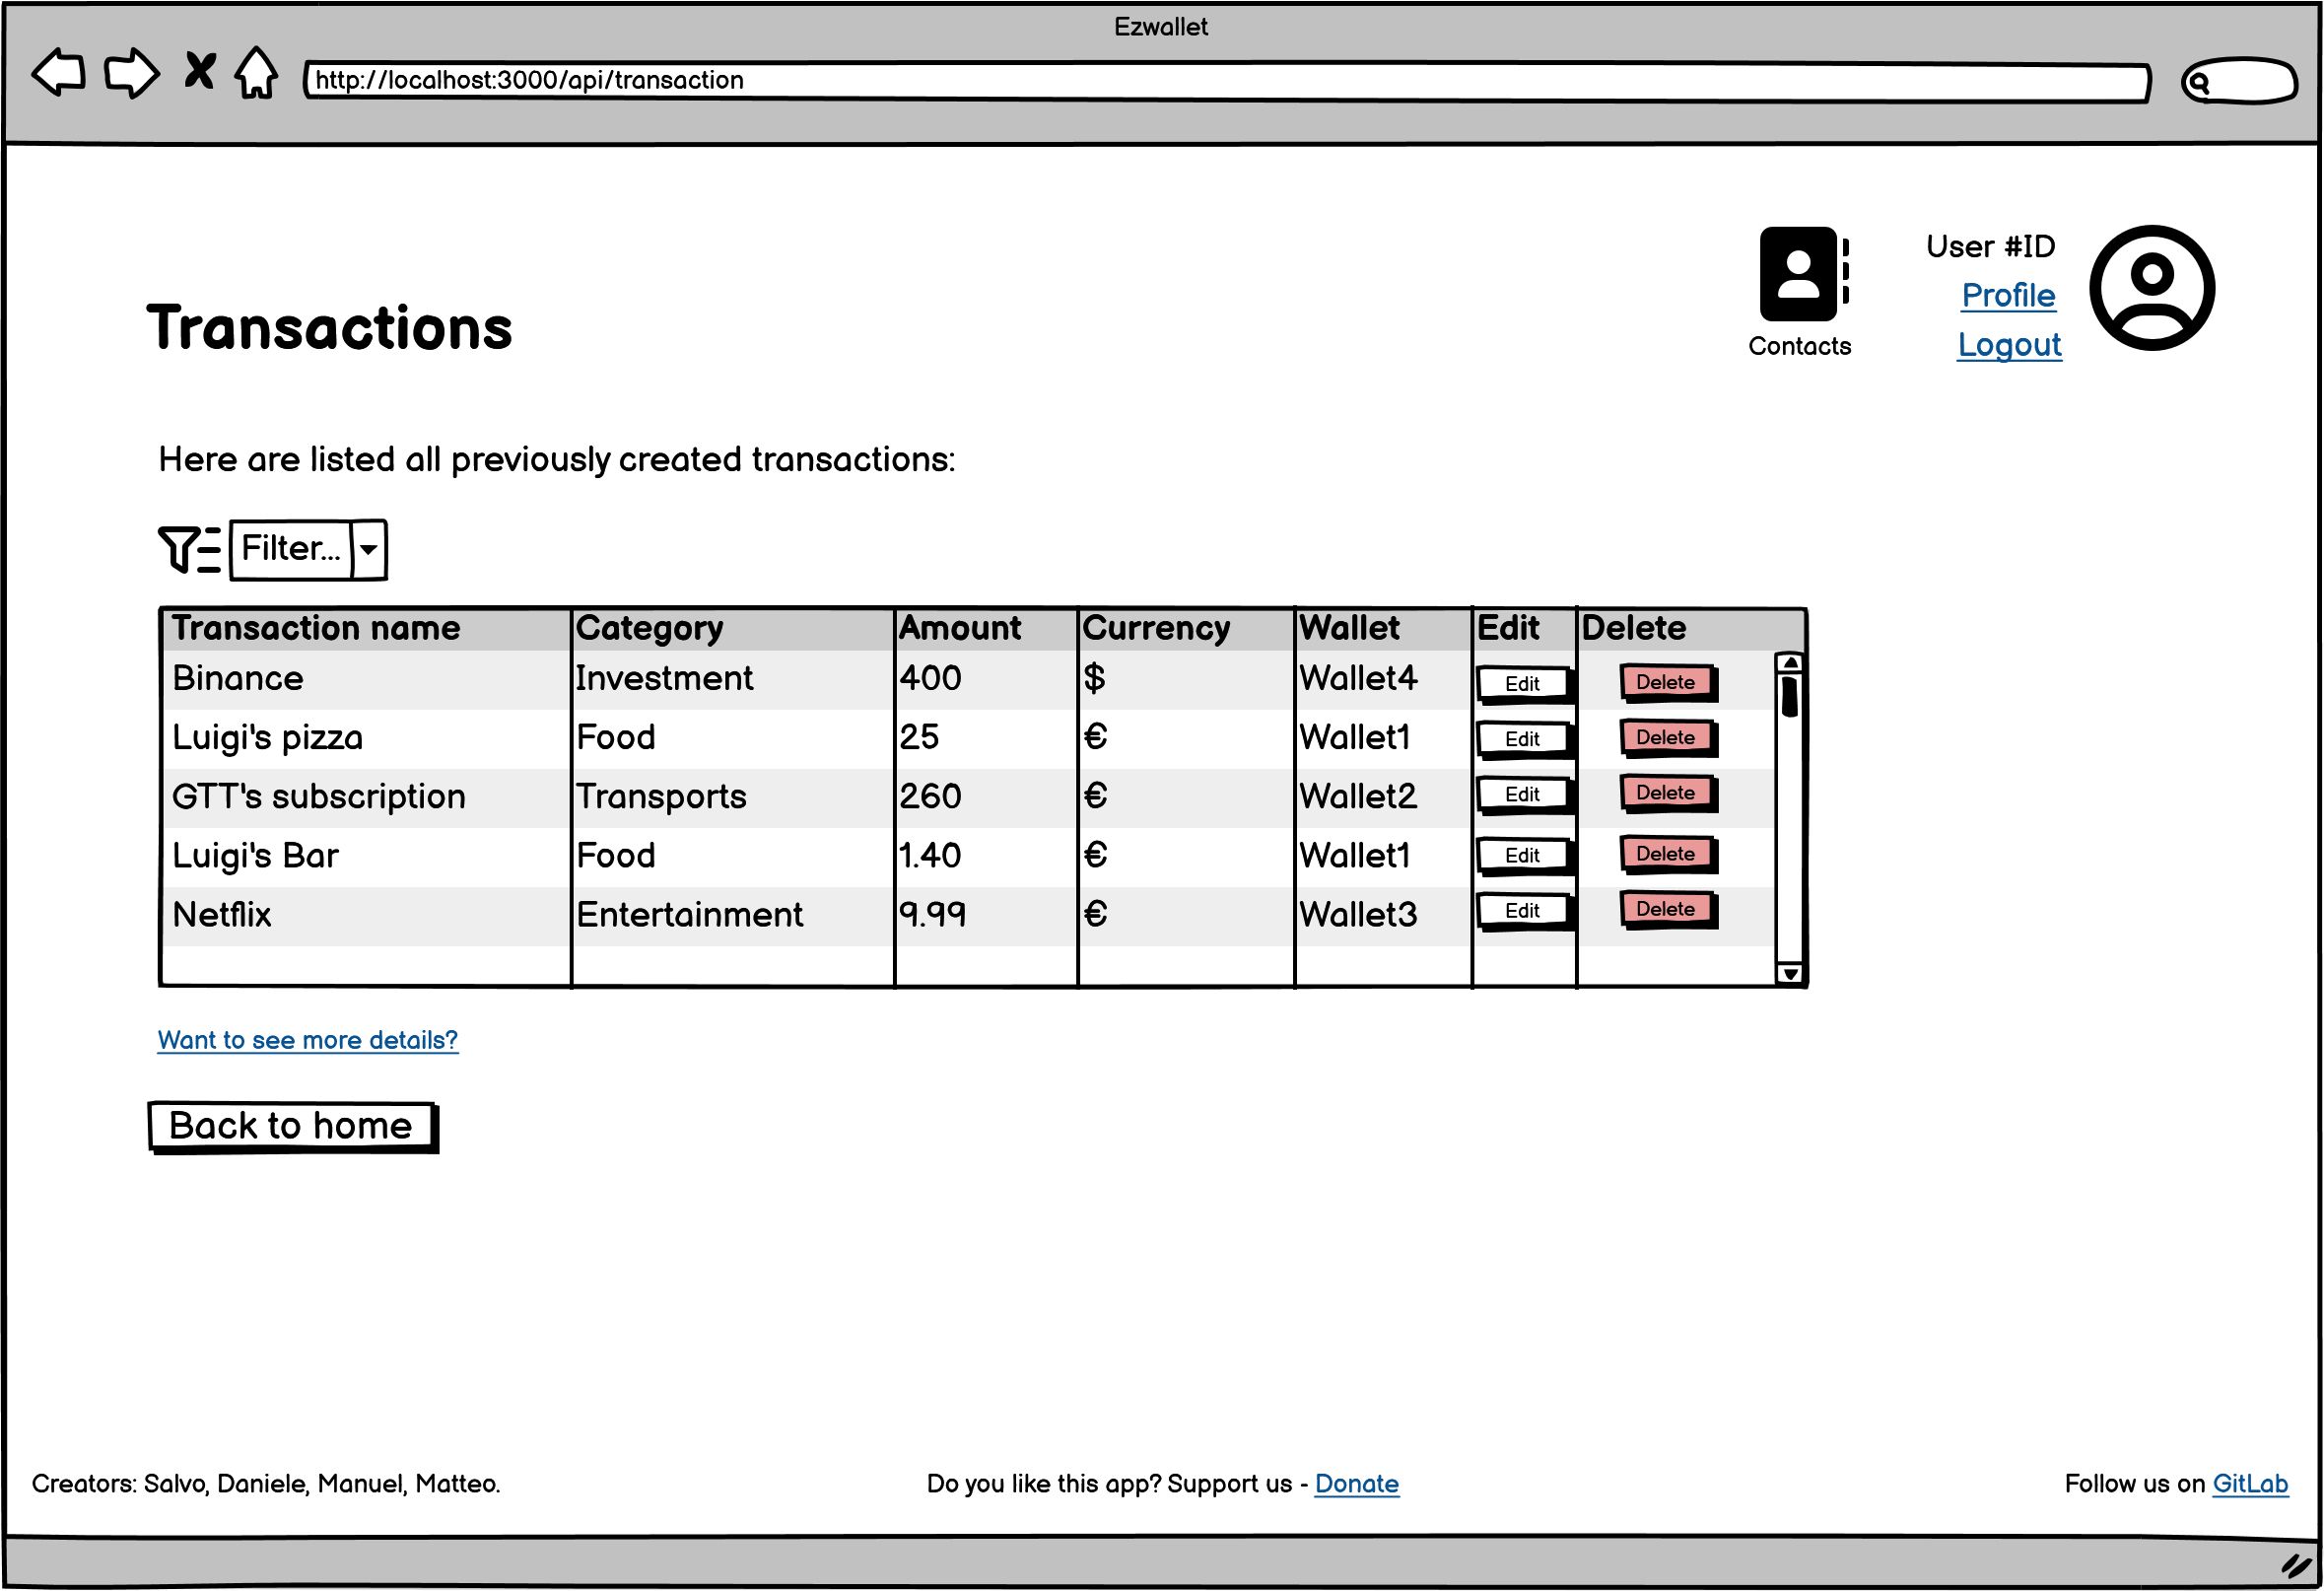 Ezwallet
http://localhost:3000/api/transaction
User #ID
Profile
Logout
Contacts
Transactions
Here are listed all previously created transactions:
Filter...
Transaction name Category Amount Currency Wallet Edit Delete
Binance Investment 400 $ Wallet4 Edit Delete
Luigi's pizza Food 25 € Wallet1 Edit Delete
GTT's subscription Transports 260 € Wallet2 Edit Delete
Luigi's Bar Food 1.40 € Wallet1 Edit Delete
Netflix Entertainment 9.99 € Wallet3 Edit Delete
Want to see more details?
Back to home
Creators: Salvo, Daniele, Manuel, Matteo. Do you like this app? Support us - Donate Follow us on GitLab